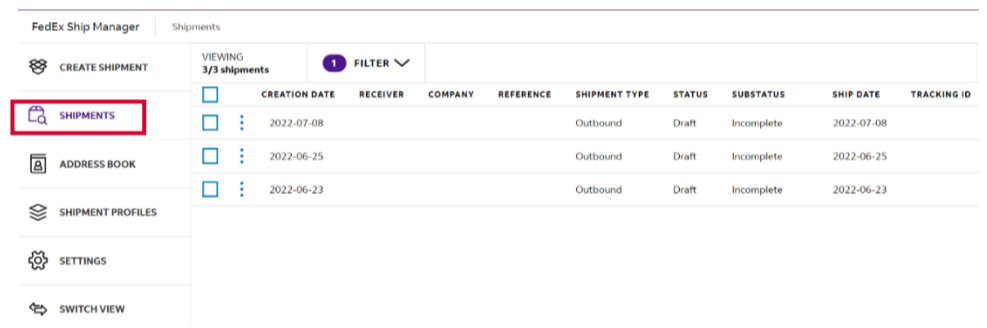 FedEx Ship Manager Shipments
CREATE SHIPMENT
SHIPMENTS
ADDRESS BOOK
SHIPMENT PROFILES
SETTINGS
SWITCH VIEW
VIEWING
3/3 shipments
1 FILTER
CREATION DATE RECEIVER COMPANY REFERENCE SHIPMENT TYPE STATUS SUBSTATUS SHIP DATE TRACKING ID
2022-07-08 Outbound Draft Incomplete 2022-07-08
2022-06-25 Outbound Draft Incomplete 2022-06-25
2022-06-23 Outbound Draft Incomplete 2022-06-23